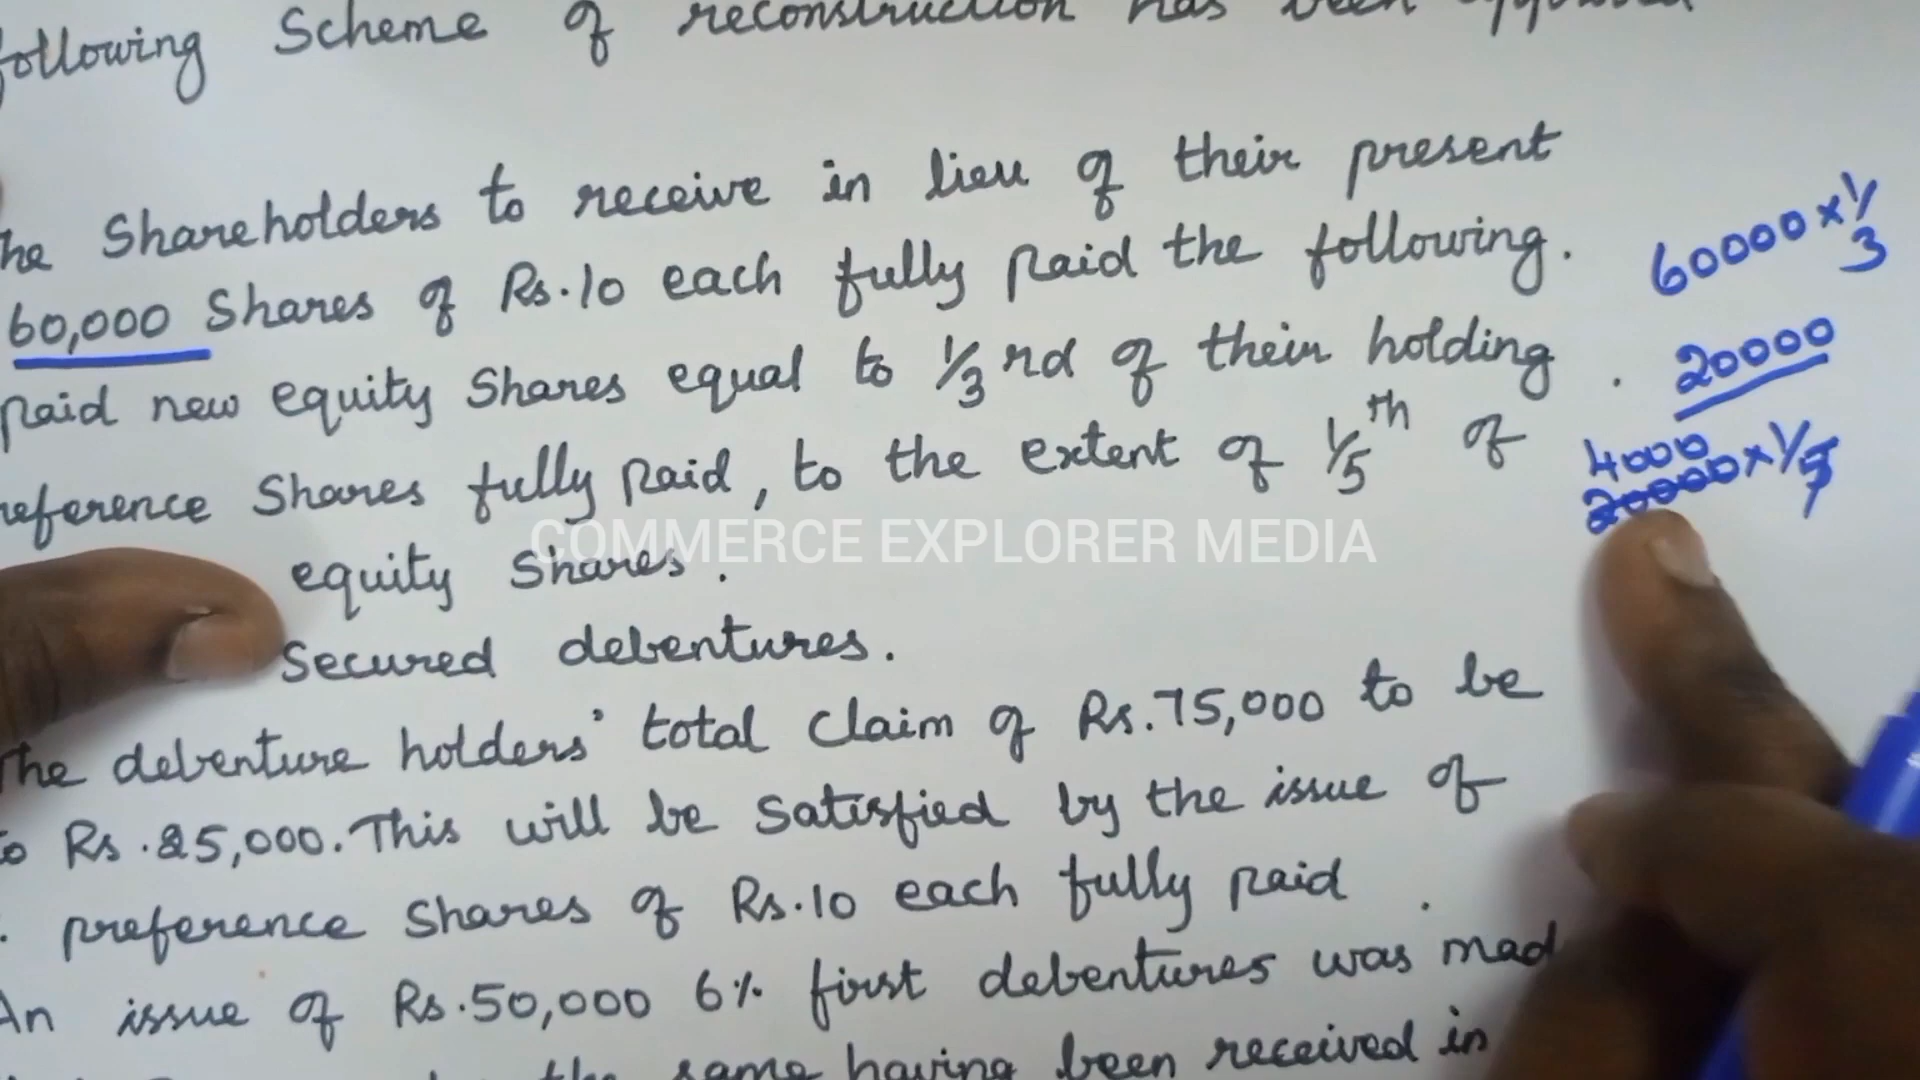 following Scheme of reconstruction has been
he Shareholders to receive in lieu of their present
60,000 Shares of Rs.10 each fully paid the following.
60000 × 1/3
paid new equity Shares equal to 1/3 rd of their holding.
20000
eference Shares fully paid, to the extent of 1/5th of
4000
20000 × 1/5
equity Shares.
COMMERCE EXPLORER MEDIA
Secured debentures.
The debenture holders' total claim of Rs.75,000 to be
to Rs.25,000. This will be satisfied by the issue of
preference Shares of Rs.10 each fully paid.
An issue of Rs.50,000 6% first debentures was mad
the same having been received in